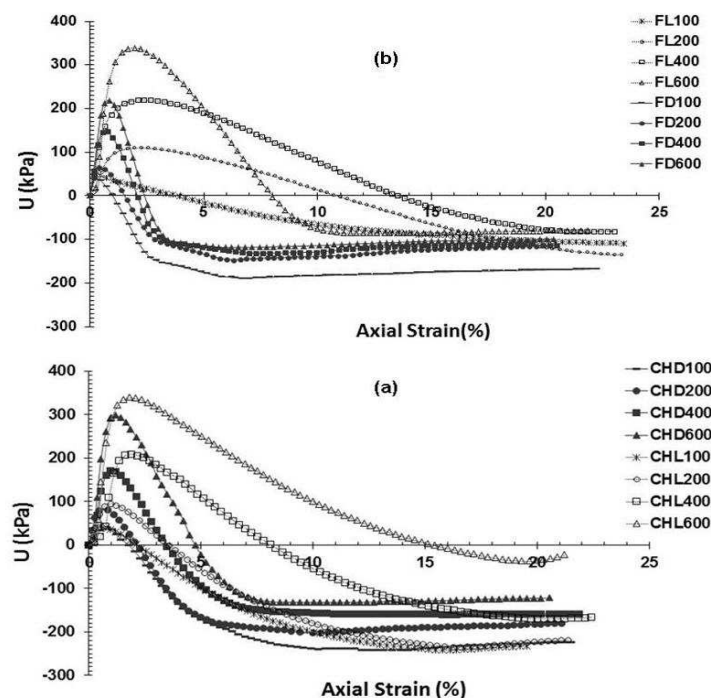 400
300
200
100
0
-100
-200
-300
U (kPa)
0
5
10
15
20
25
Axial Strain(%)
(b)
FL100
FL200
FL400
FL600
FD100
FD200
FD400
FD600
400
300
200
100
0
-100
-200
-300
U (kPa)
0
5
10
15
20
25
Axial Strain (%)
(a)
CHD100
CHD200
CHD400
CHD600
CHL100
CHL200
CHL400
CHL600